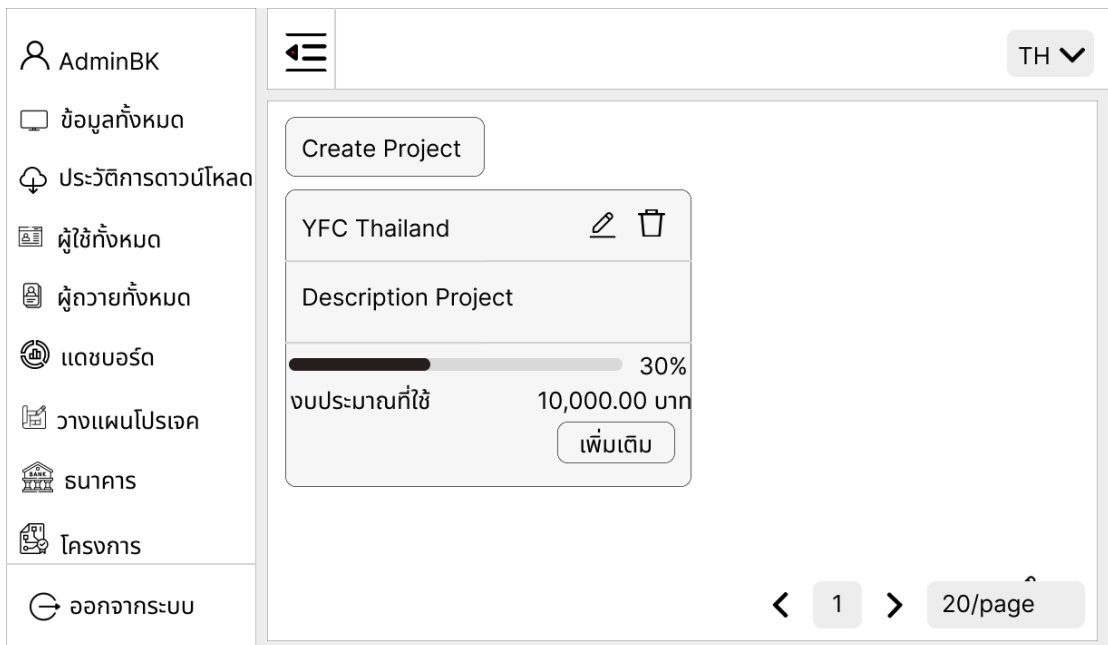 AdminBK
ข้อมูลทั้งหมด
ประวัติการดาวน์โหลด
ผู้ใช้ทั้งหมด
ผู้ถวายทั้งหมด
แดชบอร์ด
วางแผนโปรเจค
BANK
ธนาคาร
โครงการ
ออกจากระบบ
TH
Create Project
YFC Thailand
Description Project
30%
งบประมาณที่ใช้ 10,000.00 บาท
เพิ่มเติม
1 20/page